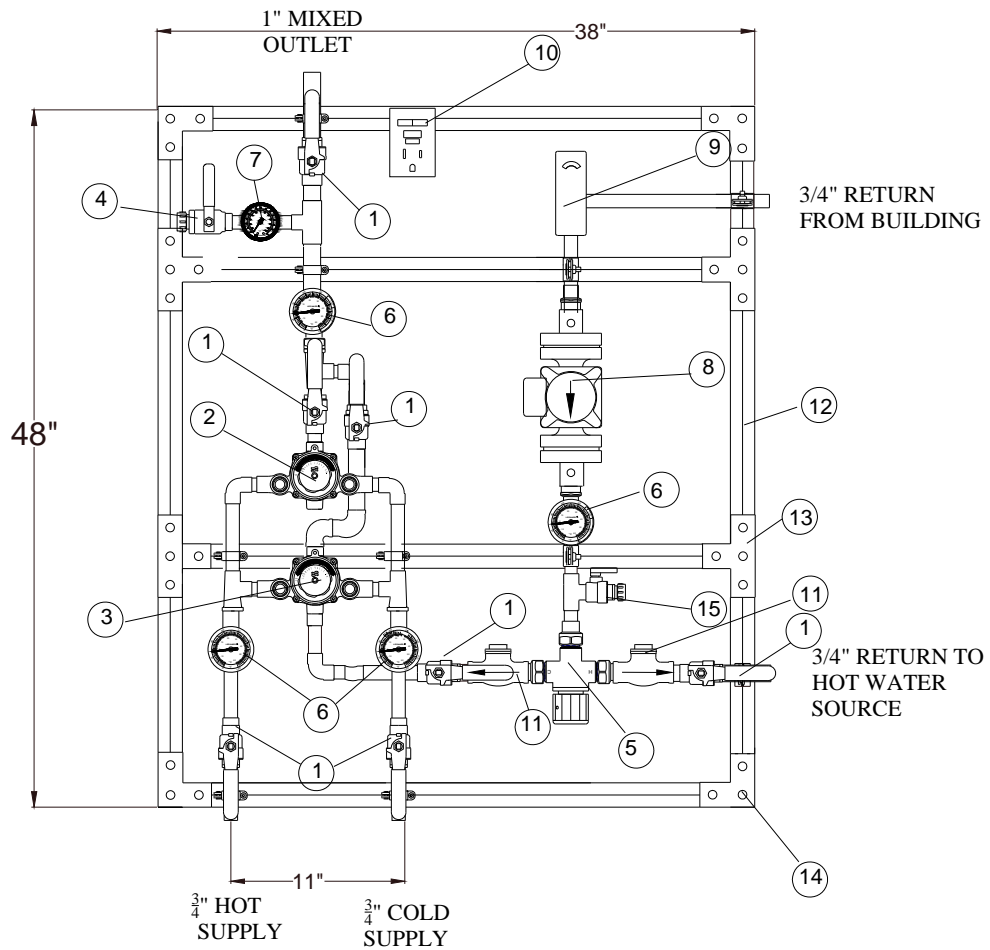 1" MIXED
OUTLET
38"
10
7
9
4
1
3/4" RETURN
FROM BUILDING
6
1
8
1
12
2
48"
6
13
3
1
15
11
1
3/4" RETURN TO
HOT WATER
SOURCE
6
11
5
1
14
11"
3/4" HOT
SUPPLY
3/4" COLD
SUPPLY